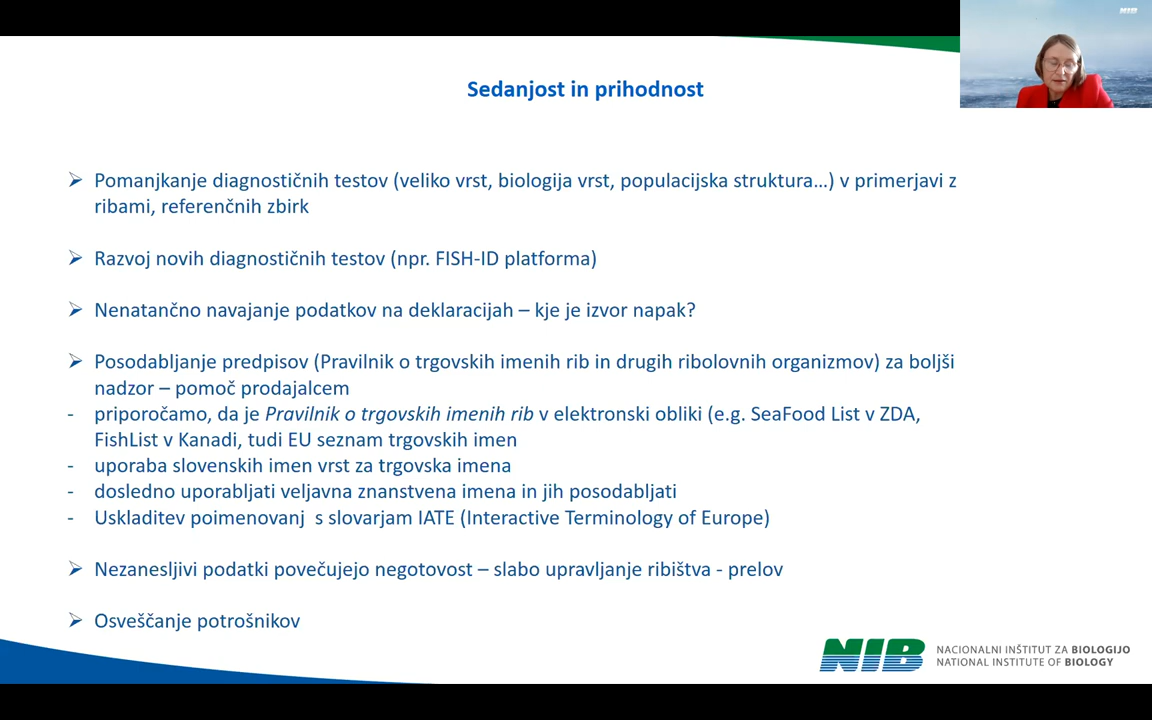 NIB
Sedanjost in prihodnost
➢ Pomanjkanje diagnostičnih testov (veliko vrst, biologija vrst, populacijska struktura…) v primerjavi z
ribami, referenčnih zbirk
➢ Razvoj novih diagnostičnih testov (npr. FISH-ID platforma)
➢ Nenatančno navajanje podatkov na deklaracijah – kje je izvor napak?
➢ Posodabljanje predpisov (Pravilnik o trgovskih imenih rib in drugih ribolovnih organizmov) za boljši
nadzor – pomoč prodajalcem
- priporočamo, da je Pravilnik o trgovskih imenih rib v elektronski obliki (e.g. SeaFood List v ZDA,
FishList v Kanadi, tudi EU seznam trgovskih imen
- uporaba slovenskih imen vrst za trgovska imena
- dosledno uporabljati veljavna znanstvena imena in jih posodabljati
- Uskladitev poimenovanj  s slovarjam IATE (Interactive Terminology of Europe)
➢ Nezanesljivi podatki povečujejo negotovost – slabo upravljanje ribištva - prelov
➢ Osveščanje potrošnikov
NIB
NACIONALNI INŠTITUT ZA BIOLOGIJO
NATIONAL INSTITUTE OF BIOLOGY